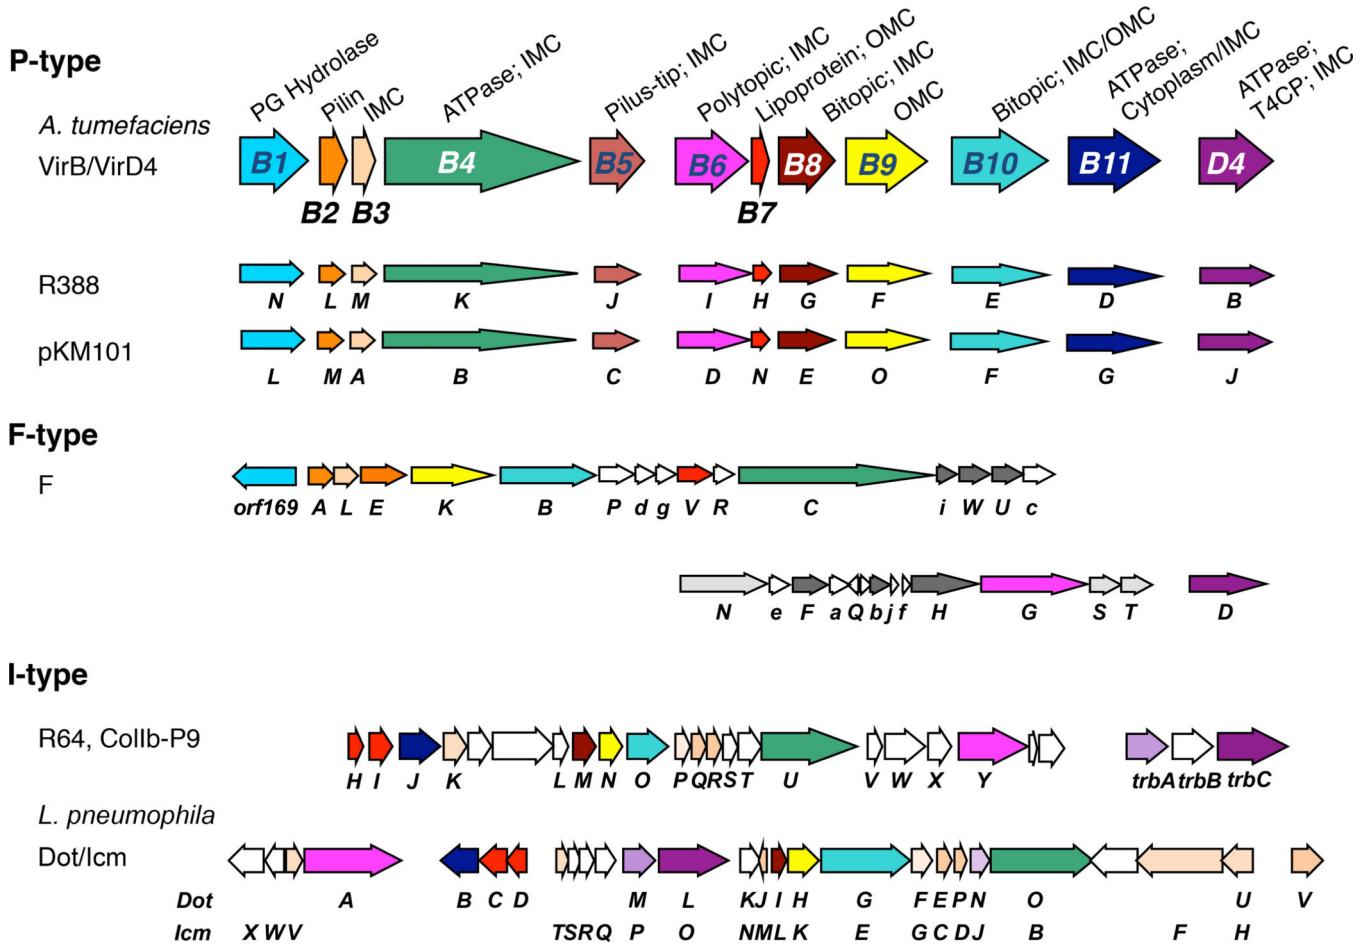 P-type
PG Hydrolase
Pilin
IMC
ATPase; IMC
Pilus-tip; IMC
Polytopic; IMC
Lipoprotein; OMC
Bitopic; IMC
OMC
Bitopic; IMC/OMC
ATPase;
Cytoplasm/IMC
ATPase;
T4CP; IMC
A. tumefaciens
VirB/VirD4
B1 B4 B5 B6 B8 B9 B10 B11 D4
B2 B3 B7
R388
N L M K J I H G F E D B
pKM101
L M A B C D N E O F G J
F-type
F
orf169 A L E K B P d g V R C i W U c
N e F a Q b j f H G S T D
I-type
R64, ColIb-P9
H I J K L M N O P Q R S T U V W X Y trbA trbB trbC
L. pneumophila
Dot/Icm
Dot A B C D M L K J I H G F E P N O U V
Icm X W V T S R Q P O N M L K E G C D J B F H